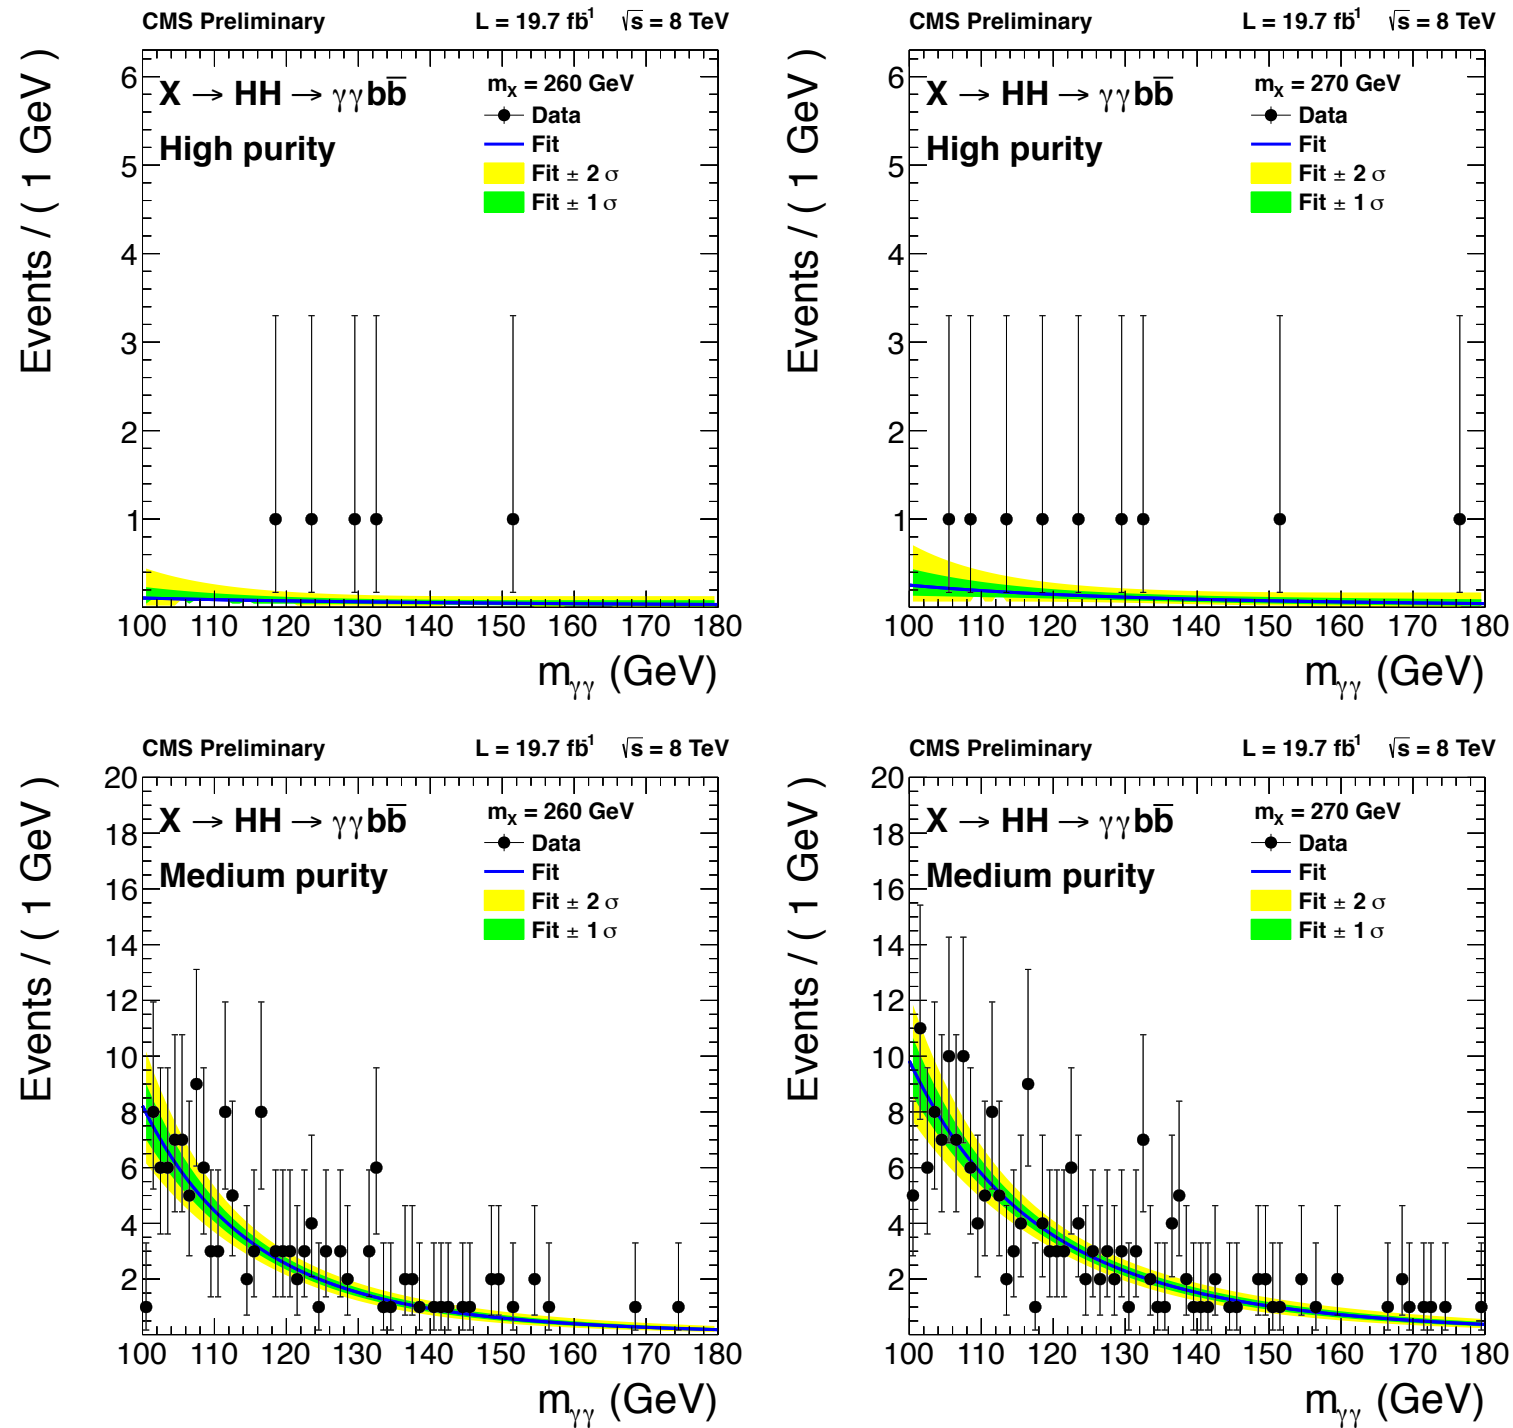 CMS Preliminary L = 19.7 fb⁻¹ √s = 8 TeV
Events / ( 1 GeV )
X → HH → γγbb̅
High purity
m_X = 260 GeV
Data
Fit
Fit ± 2 σ
Fit ± 1 σ
6
5
4
3
2
1
100 110 120 130 140 150 160 170 180
m_γγ (GeV)
CMS Preliminary L = 19.7 fb⁻¹ √s = 8 TeV
Events / ( 1 GeV )
X → HH → γγbb̅
High purity
m_X = 270 GeV
Data
Fit
Fit ± 2 σ
Fit ± 1 σ
6
5
4
3
2
1
100 110 120 130 140 150 160 170 180
m_γγ (GeV)
CMS Preliminary L = 19.7 fb⁻¹ √s = 8 TeV
Events / ( 1 GeV )
X → HH → γγbb̅
Medium purity
m_X = 260 GeV
Data
Fit
Fit ± 2 σ
Fit ± 1 σ
20
18
16
14
12
10
8
6
4
2
100 110 120 130 140 150 160 170 180
m_γγ (GeV)
CMS Preliminary L = 19.7 fb⁻¹ √s = 8 TeV
Events / ( 1 GeV )
X → HH → γγbb̅
Medium purity
m_X = 270 GeV
Data
Fit
Fit ± 2 σ
Fit ± 1 σ
20
18
16
14
12
10
8
6
4
2
100 110 120 130 140 150 160 170 180
m_γγ (GeV)